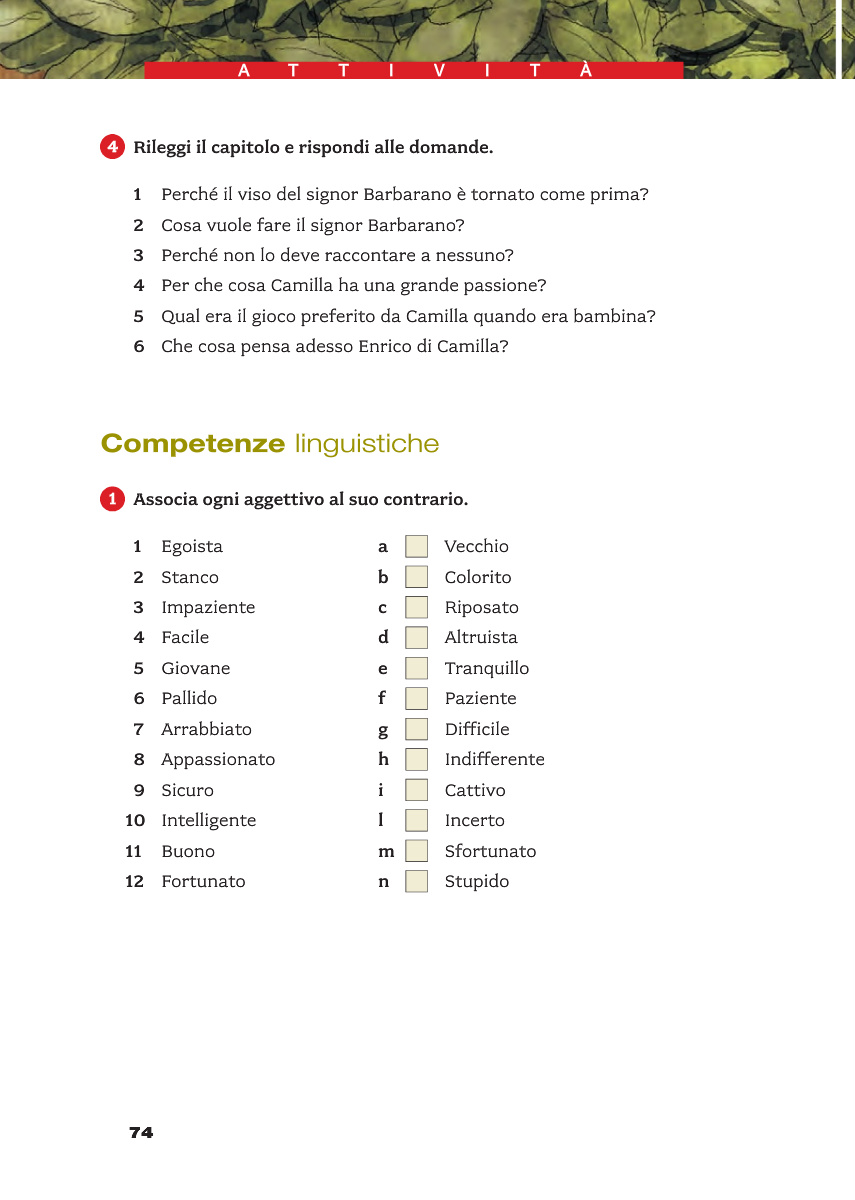 ATTIVITÀ
4 Rileggi il capitolo e rispondi alle domande.
1 Perché il viso del signor Barbarano è tornato come prima?
2 Cosa vuole fare il signor Barbarano?
3 Perché non lo deve raccontare a nessuno?
4 Per che cosa Camilla ha una grande passione?
5 Qual era il gioco preferito da Camilla quando era bambina?
6 Che cosa pensa adesso Enrico di Camilla?
Competenze linguistiche
1 Associa ogni aggettivo al suo contrario.
1 Egoista a Vecchio
2 Stanco b Colorito
3 Impaziente c Riposato
4 Facile d Altruista
5 Giovane e Tranquillo
6 Pallido f Paziente
7 Arrabbiato g Difficile
8 Appassionato h Indifferente
9 Sicuro i Cattivo
10 Intelligente l Incerto
11 Buono m Sfortunato
12 Fortunato n Stupido
74